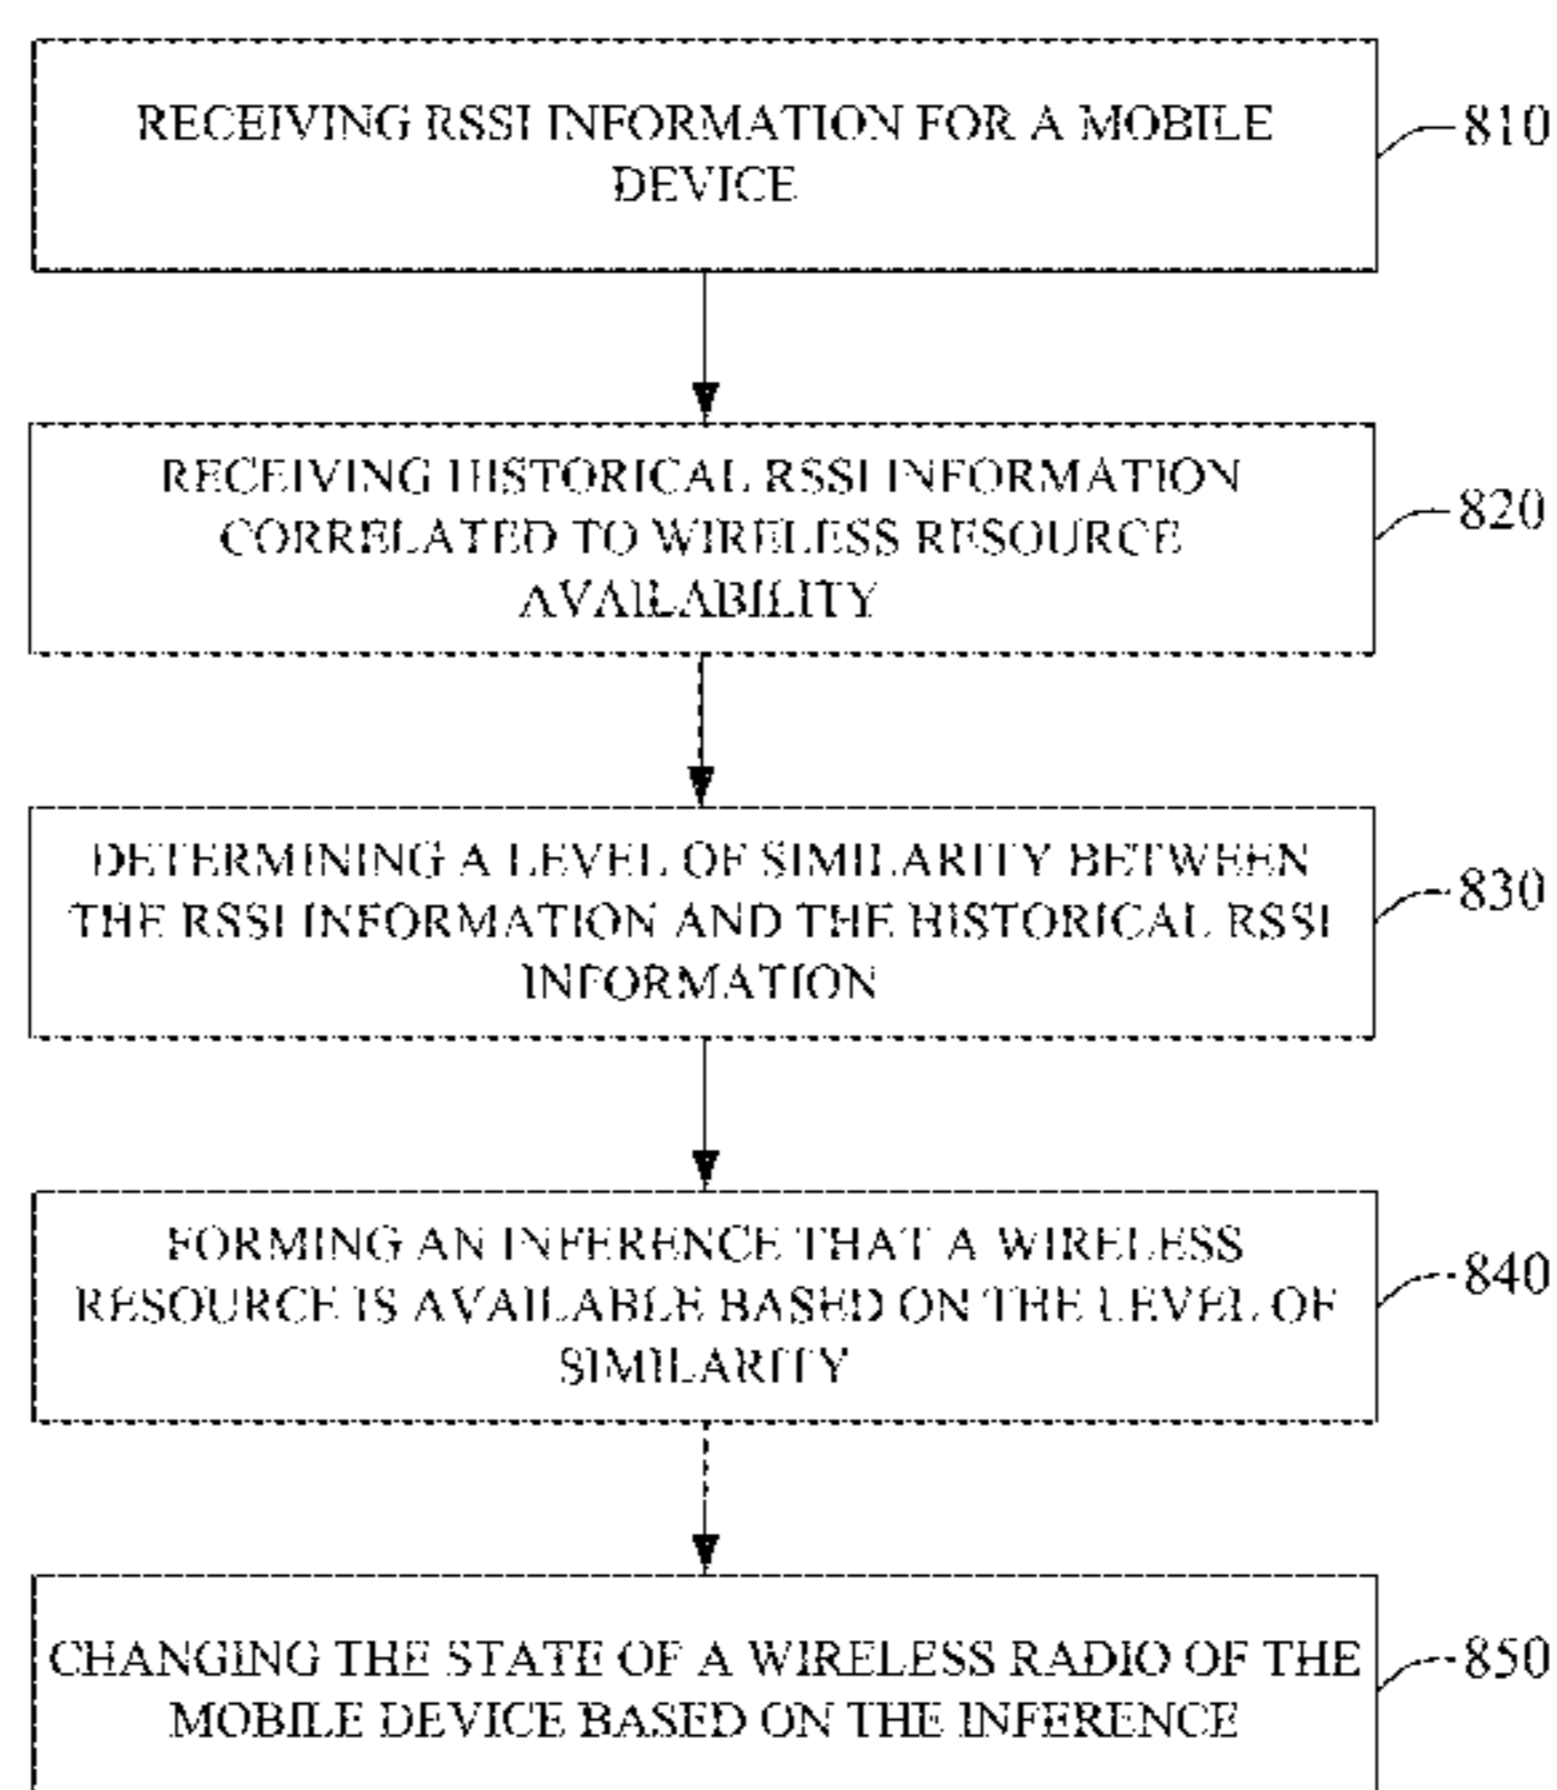 RECEIVING RSSI INFORMATION FOR A MOBILE
DEVICE
810
RECEIVING HISTORICAL RSSI INFORMATION
CORRELATED TO WIRELESS RESOURCE
AVAILABILITY
820
DETERMINING A LEVEL OF SIMILARITY BETWEEN
THE RSSI INFORMATION AND THE HISTORICAL RSSI
INFORMATION
830
FORMING AN INFERENCE THAT A WIRELESS
RESOURCE IS AVAILABLE BASED ON THE LEVEL OF
SIMILARITY
840
CHANGING THE STATE OF A WIRELESS RADIO OF THE
MOBILE DEVICE BASED ON THE INFERENCE
850